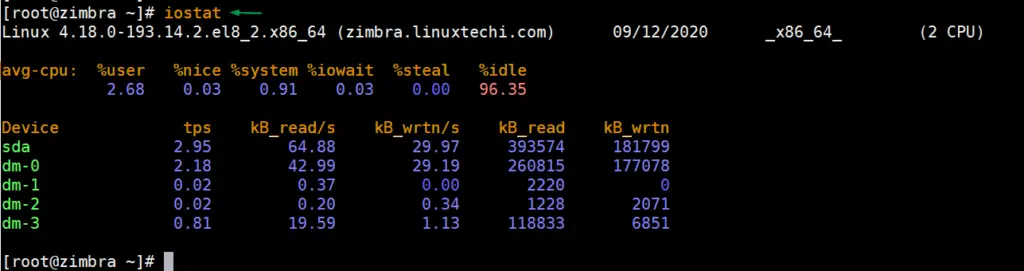 [root@zimbra ~]# iostat
Linux 4.18.0-193.14.2.el8_2.x86_64 (zimbra.linuxtechi.com) 09/12/2020 _x86_64_ (2 CPU)
avg-cpu: %user %nice %system %iowait %steal %idle
2.68 0.03 0.91 0.03 0.00 96.35
Device tps kB_read/s kB_wrtn/s kB_read kB_wrtn
sda 2.95 64.88 29.97 393574 181799
dm-0 2.18 42.99 29.19 260815 177078
dm-1 0.02 0.37 0.00 2220 0
dm-2 0.02 0.20 0.34 1228 2071
dm-3 0.81 19.59 1.13 118833 6851
[root@zimbra ~]#